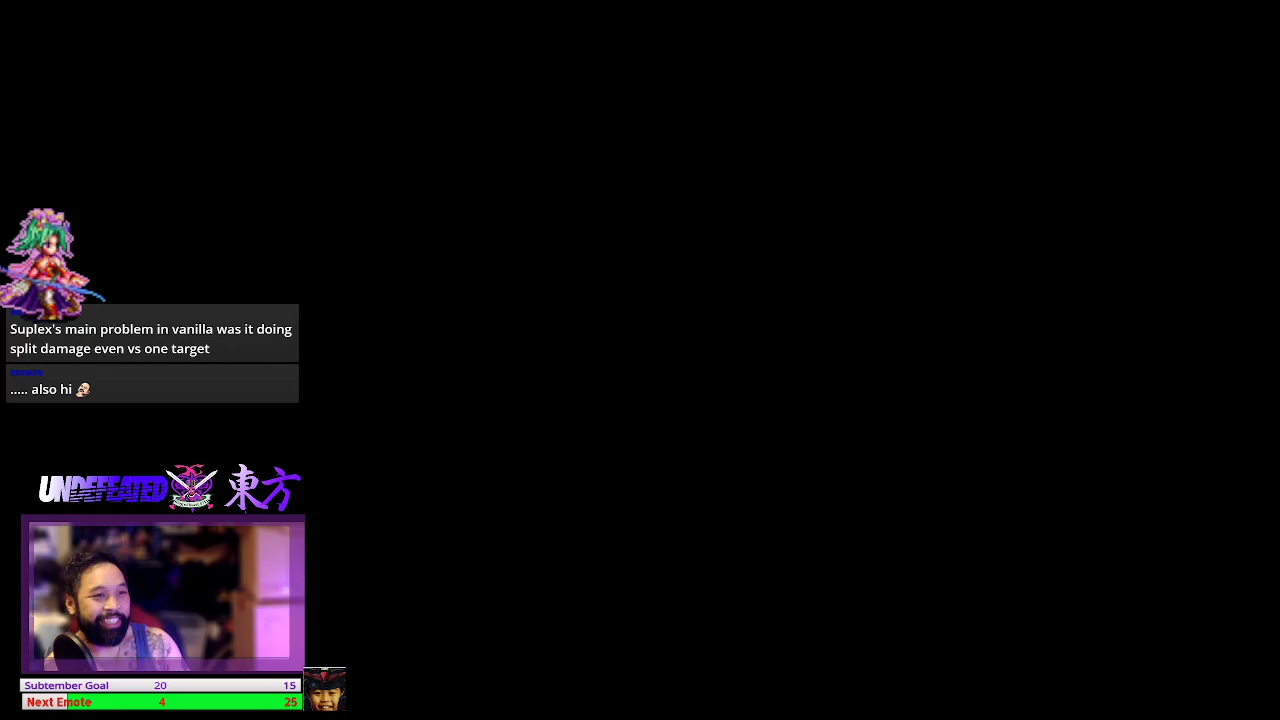 Suplex's main problem in vanilla was it doing
split damage even vs one target
..... also hi
UNDEFEATED 東方
Subtember Goal 20 15
Next Emote 4 25